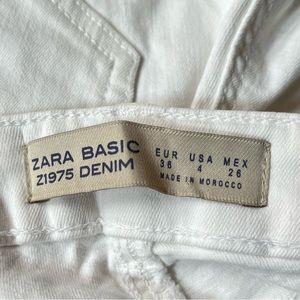 ZARA BASIC
Z1975 DENIM
EUR USA MEX
36 4 26
MADE IN MOROCCO